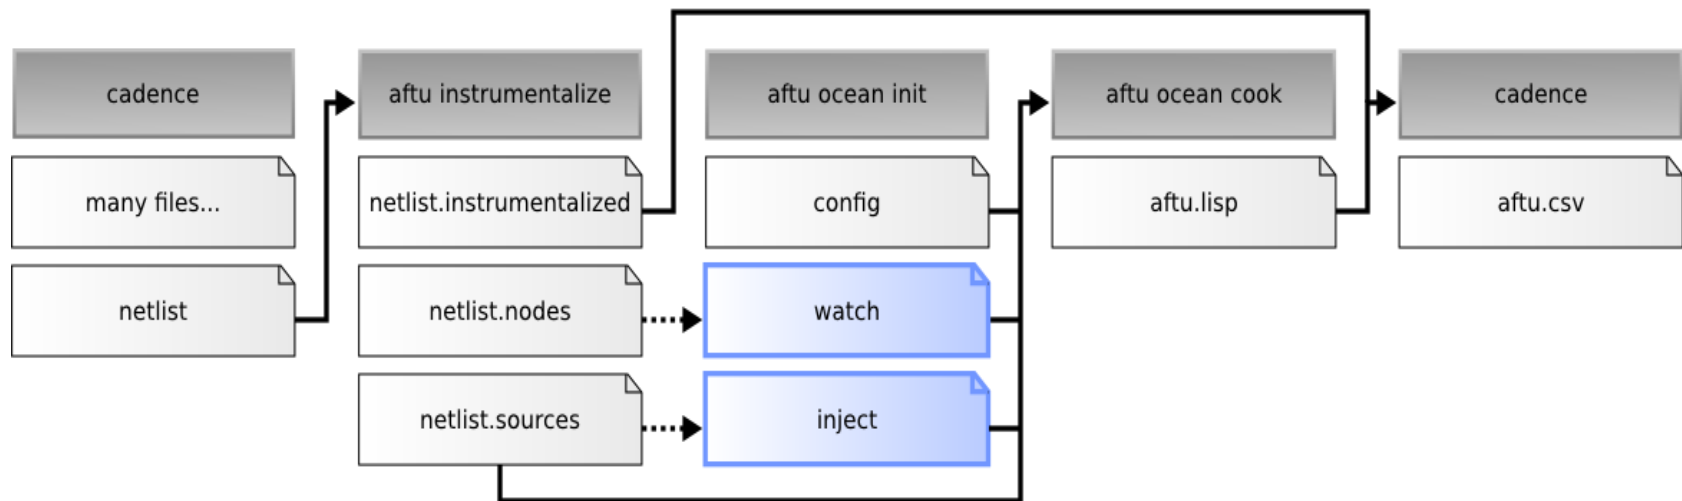 cadence
aftu instrumentalize
aftu ocean init
aftu ocean cook
cadence
many files...
netlist.instrumentalized
config
aftu.lisp
aftu.csv
netlist
netlist.nodes
watch
netlist.sources
inject